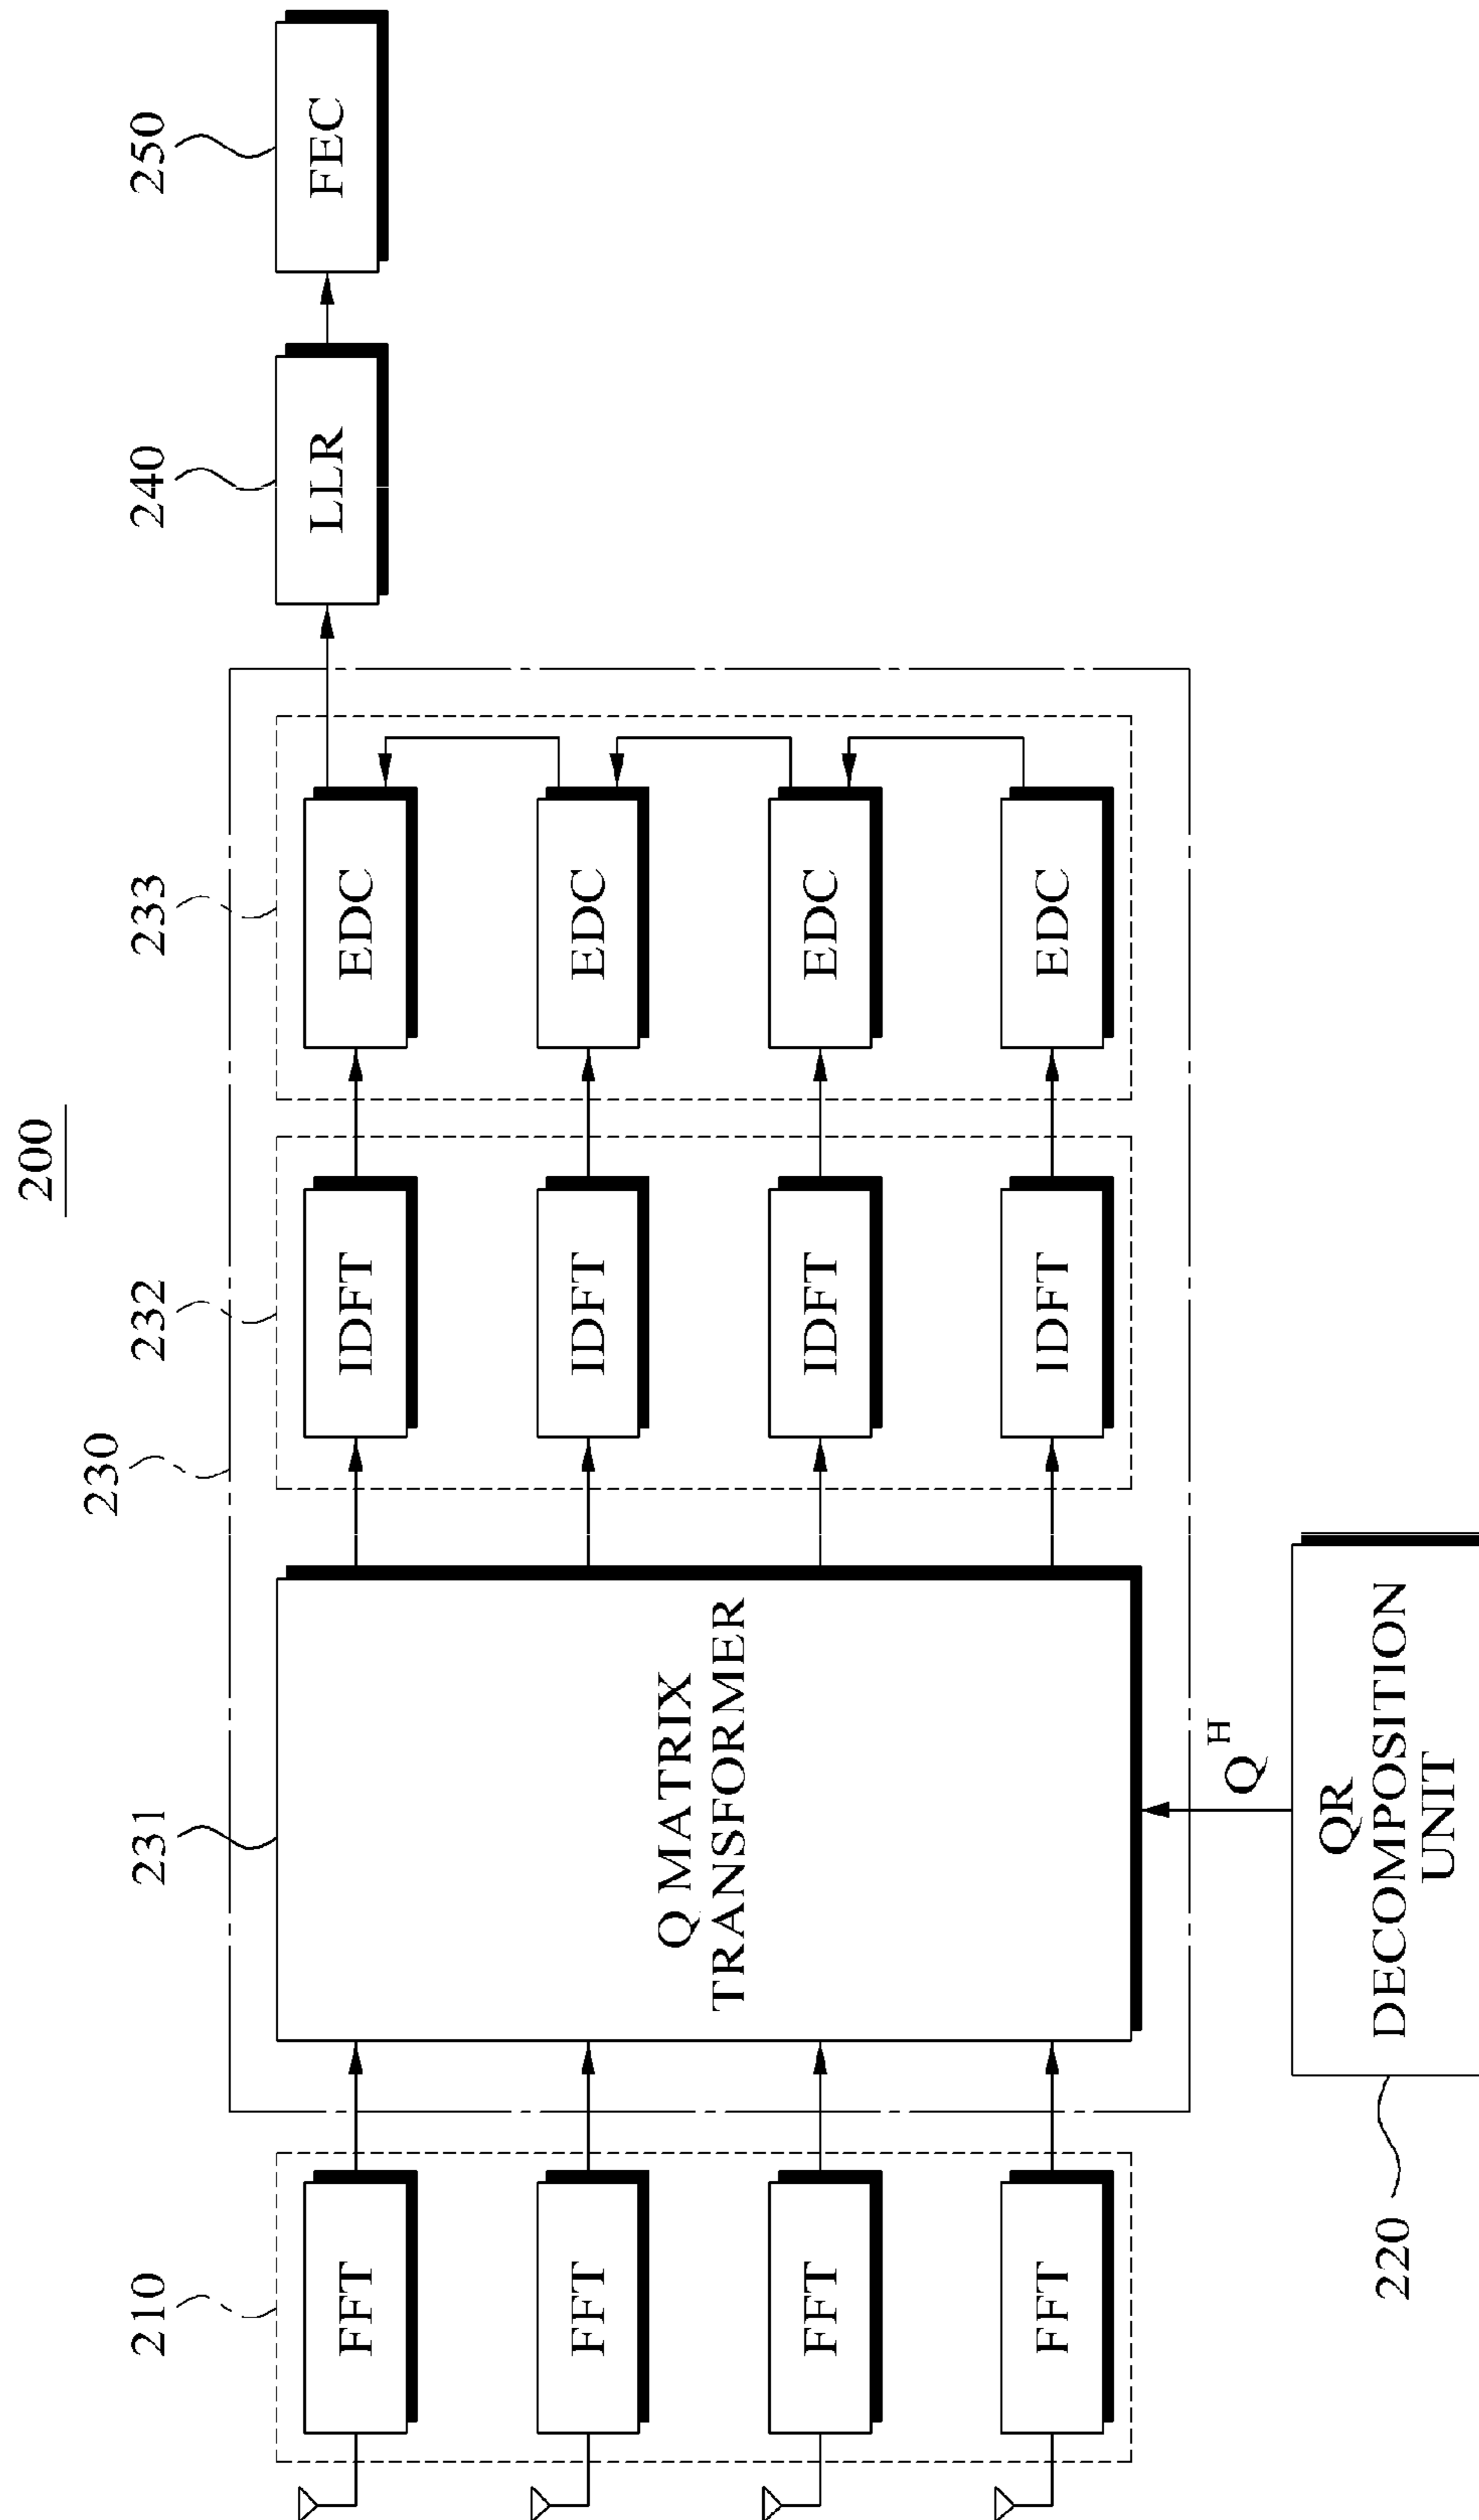 200
210
FFT
FFT
FFT
FFT
230
231
Q MATRIX
TRANSFORMER
232
IDFT
IDFT
IDFT
IDFT
233
EDC
EDC
EDC
EDC
240
LLR
250
FEC
Q^H
220
QR
DECOMPOSITION
UNIT